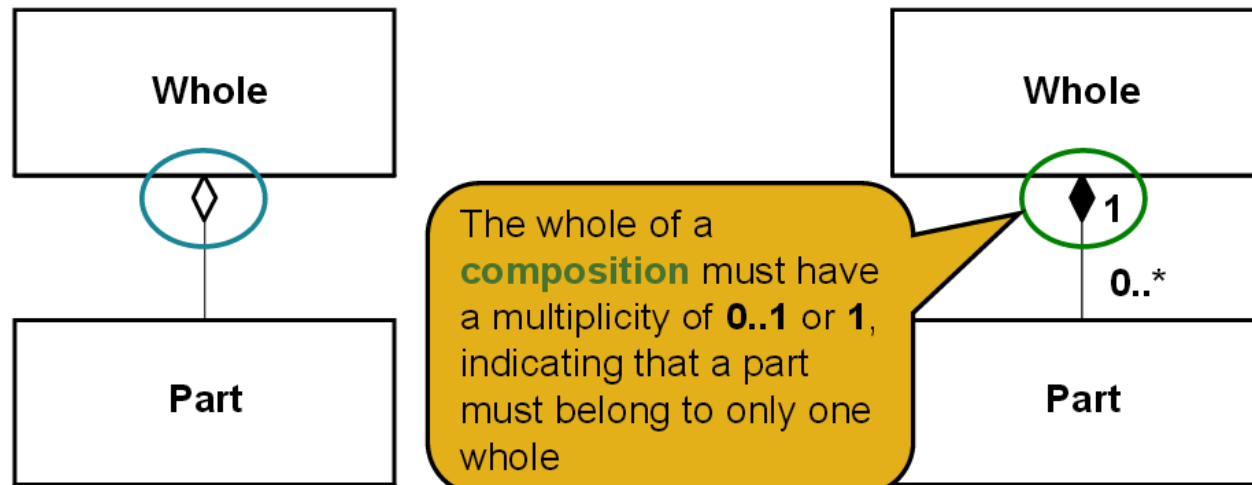 Whole
Part
The whole of a
composition must have
a multiplicity of 0..1 or 1,
indicating that a part
must belong to only one
whole
Whole
1
0..*
Part